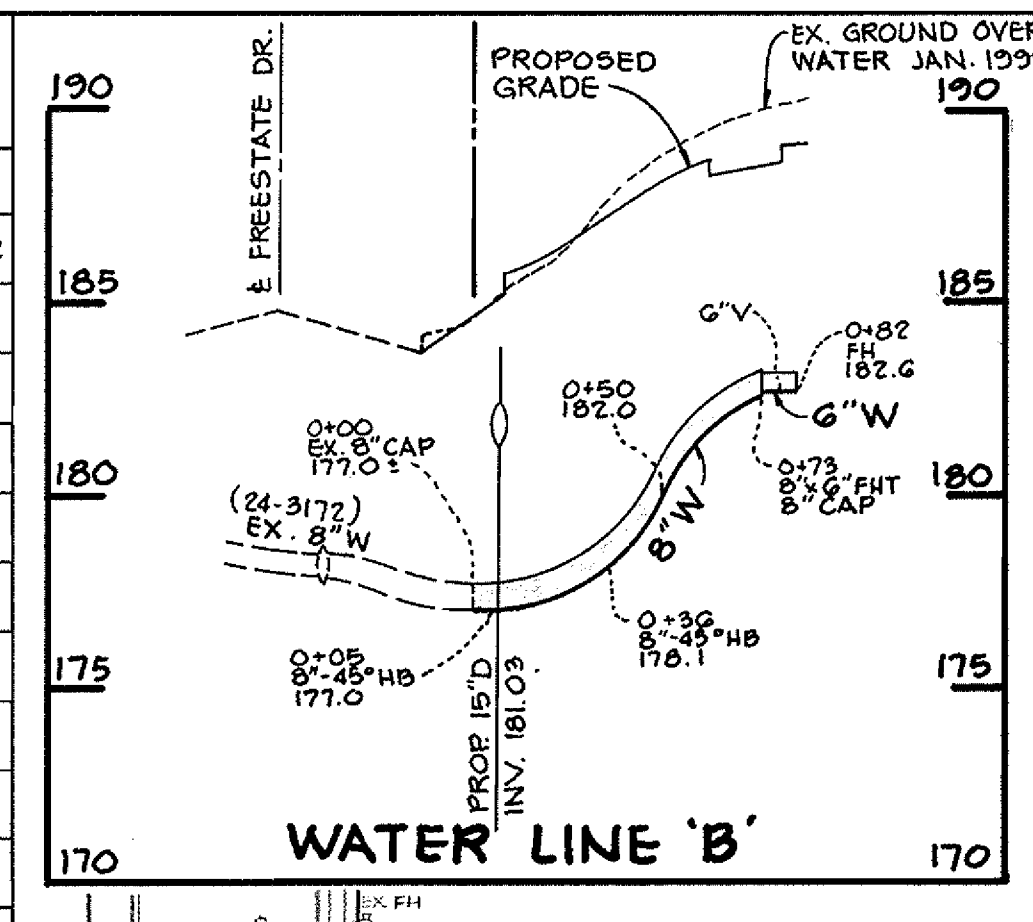 190
℄ FREESTATE DR.
PROPOSED
GRADE
EX. GROUND OVER
WATER JAN. 199
190
185
185
6"V
0+82
FH
182.6
0+50
182.0
6"W
0+00
EX. 8" CAP
177.0 ±
180
180
0+73
8"x6" FHT
8" CAP
(24-3172)
EX. 8" W
8"W
0+36
8"-45° HB
178.1
0+05
8"-45° HB
177.0
175
175
PROP. 15"D
INV. 181.03
WATER LINE 'B'
170
170
EX FH